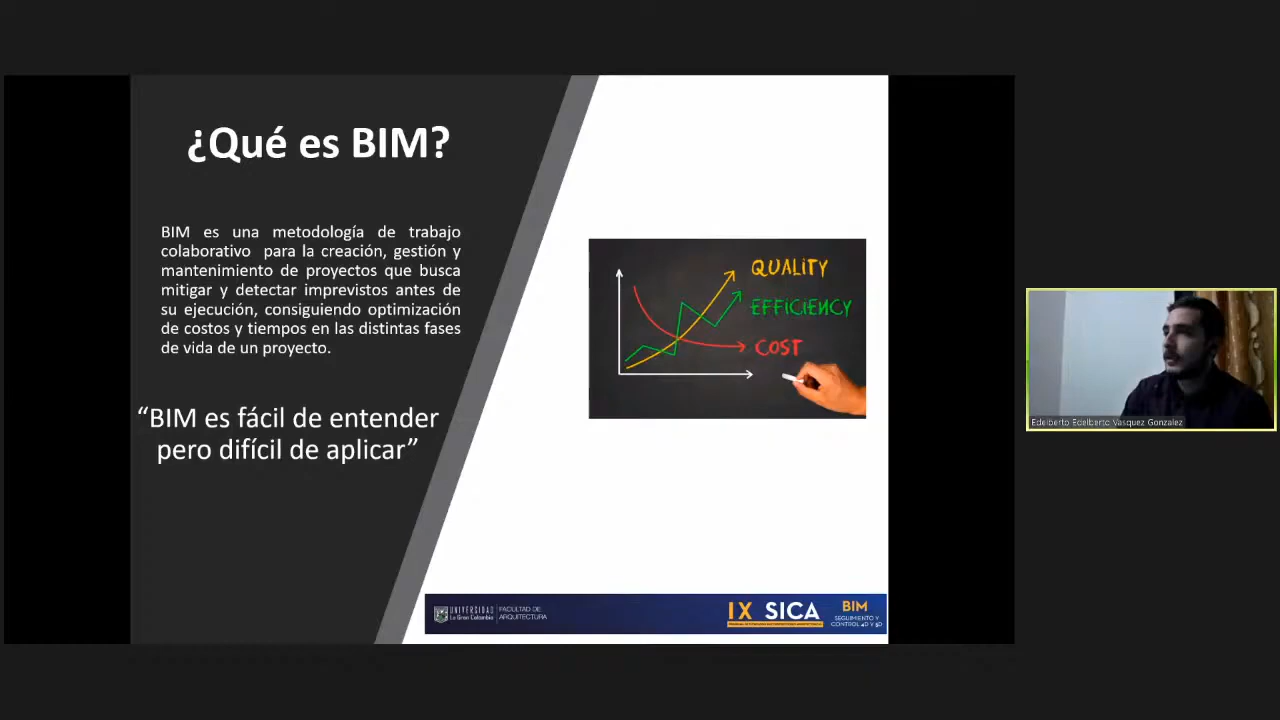 ¿Qué es BIM?
BIM es una metodología de trabajo
colaborativo para la creación, gestión y
mantenimiento de proyectos que busca
mitigar y detectar imprevistos antes de
su ejecución, consiguiendo optimización
de costos y tiempos en las distintas fases
de vida de un proyecto.
“BIM es fácil de entender
pero difícil de aplicar”
QUALITY
EFFICIENCY
COST
UNIVERSIDAD
La Gran Colombia
FACULTAD DE
ARQUITECTURA
IX SICA
BIM
SEGUIMIENTO Y
CONTROL 4D Y 5D
Edelberto Edelberto Vasquez Gonzalez